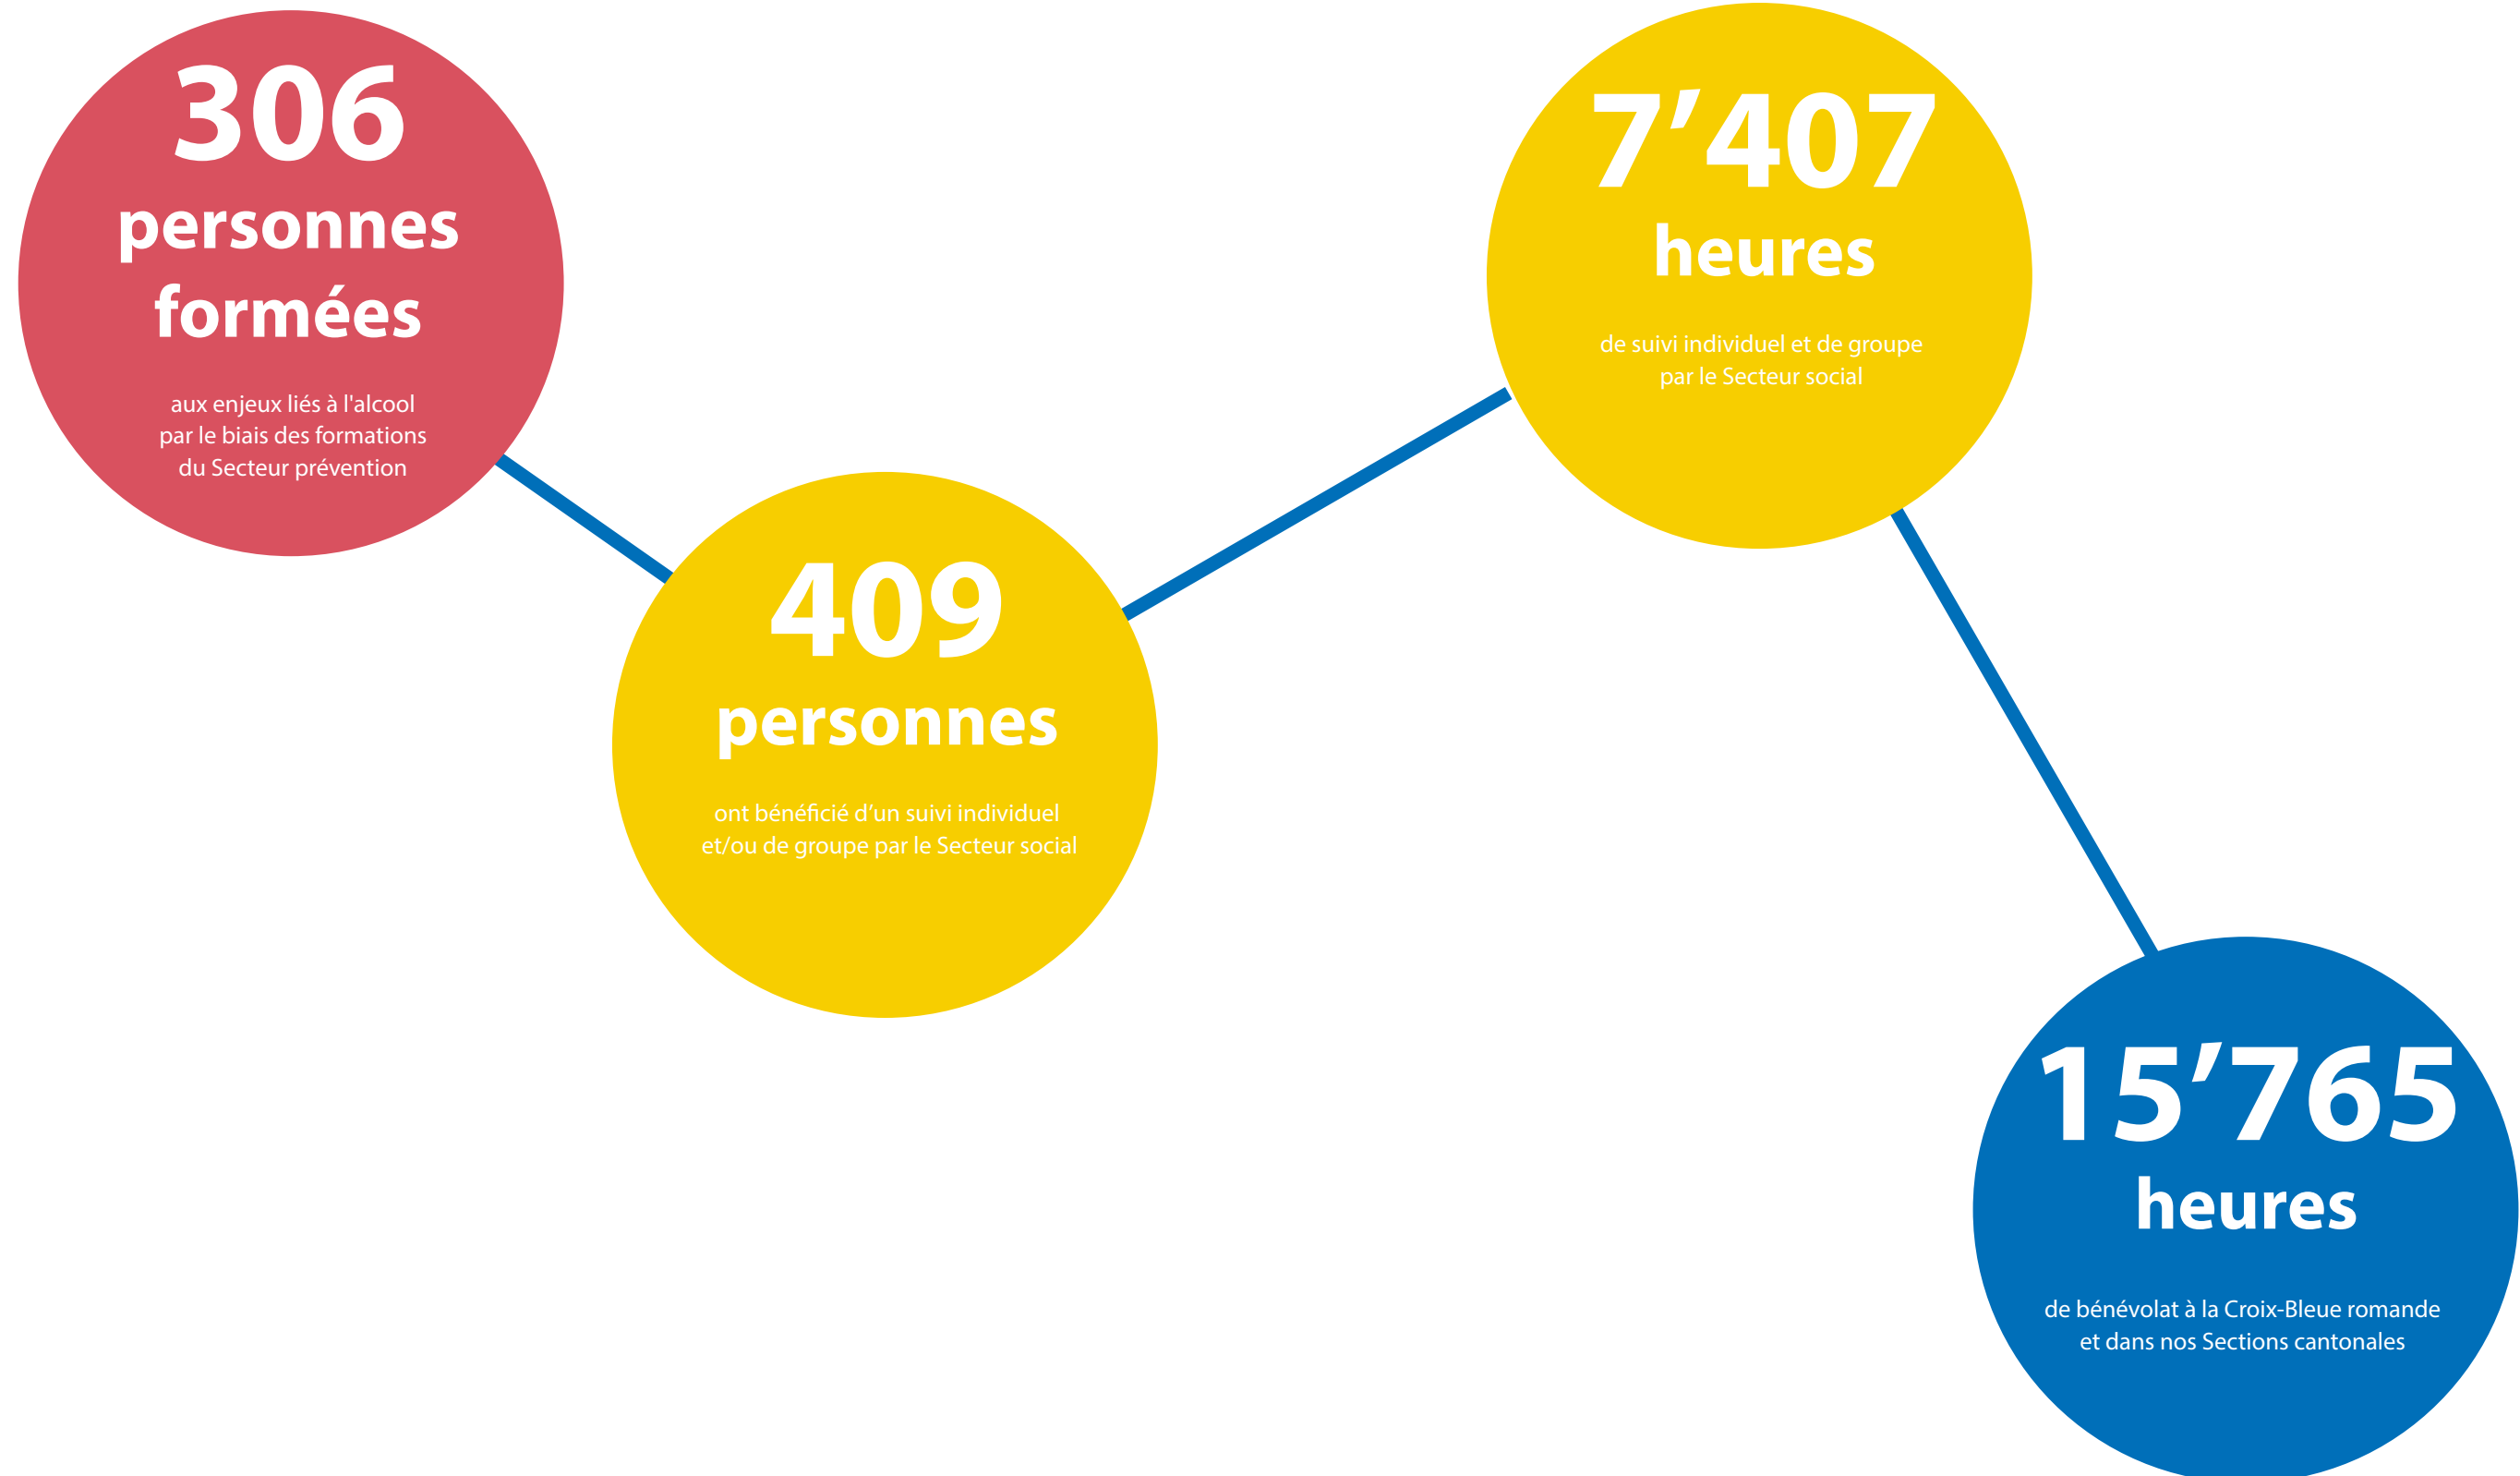 306
personnes
formées
aux enjeux liés à l'alcool
par le biais des formations
du Secteur prévention
409
personnes
ont bénéficié d’un suivi individuel
et/ou de groupe par le Secteur social
7’407
heures
de suivi individuel et de groupe
par le Secteur social
15’765
heures
de bénévolat à la Croix-Bleue romande
et dans nos Sections cantonales